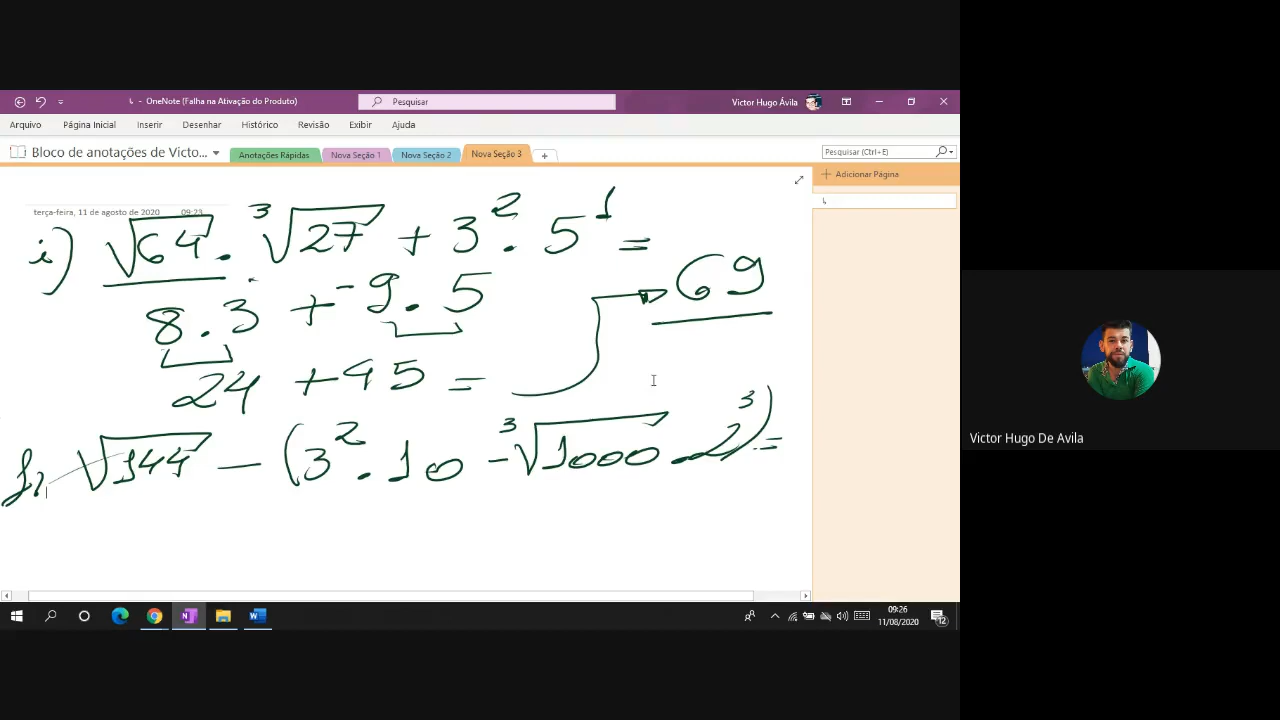 ↳ - OneNote (Falha na Ativação do Produto)
Pesquisar
Victor Hugo Ávila
Arquivo Página Inicial Inserir Desenhar Histórico Revisão Exibir Ajuda
Bloco de anotações de Victo...
Anotações Rápidas
Nova Seção 1
Nova Seção 2
Nova Seção 3
Pesquisar (Ctrl+E)
Adicionar Página
terça-feira, 11 de agosto de 2020 09:23
i) √64 . ³√27 + 3² . 5¹ =
69
8 . 3 + 9 . 5
24 + 45 =
√144 - (3² . 10 - ³√1000 . 2³) =
Victor Hugo De Avila
09:26
11/08/2020
12